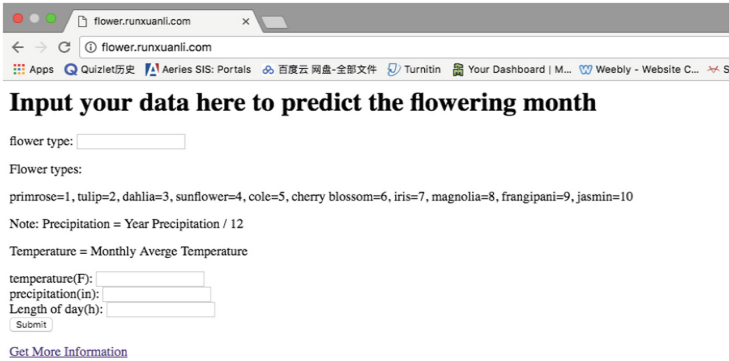 flower.runxuanli.com
flower.runxuanli.com
Apps Quizlet历史 Aeries SIS: Portals 百度云 网盘-全部文件 Turnitin Your Dashboard | M... Weebly - Website C... S
Input your data here to predict the flowering month
flower type:
Flower types:
primrose=1, tulip=2, dahlia=3, sunflower=4, cole=5, cherry blossom=6, iris=7, magnolia=8, frangipani=9, jasmin=10
Note: Precipitation = Year Precipitation / 12
Temperature = Monthly Averge Temperature
temperature(F):
precipitation(in):
Length of day(h):
Submit
Get More Information